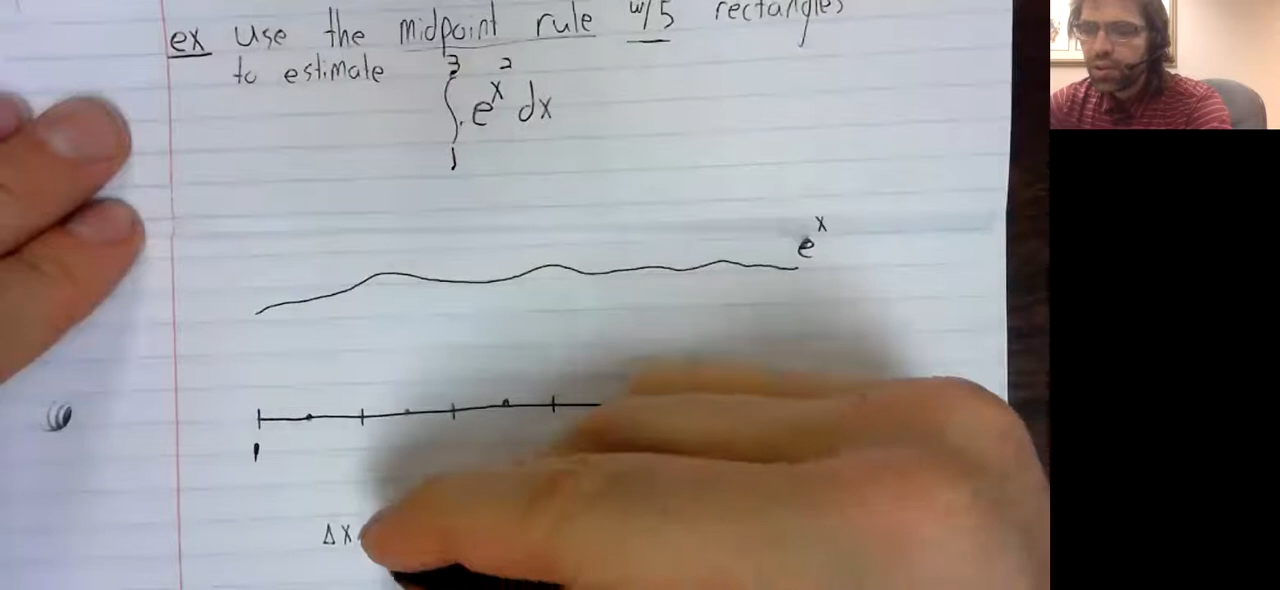 ex use the midpoint rule w/5 rectangles
to estimate ∫₁³ e^x² dx
e^x
1
Δx